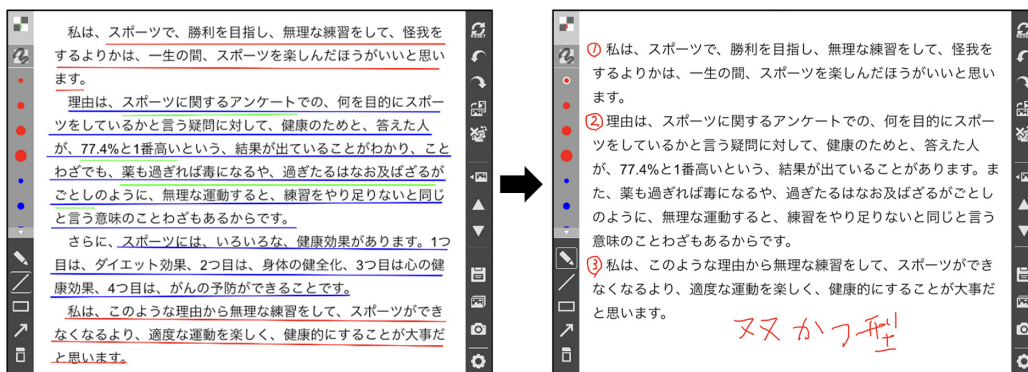 私は、スポーツで、勝利を目指し、無理な練習をして、怪我を
するよりかは、一生の間、スポーツを楽しんだほうがいいと思い
ます。
理由は、スポーツに関するアンケートでの、何を目的にスポー
ツをしているかと言う疑問に対して、健康のためと、答えた人
が、77.4%と1番高いという、結果が出ていることがわかり、こと
わざでも、薬も過ぎれば毒になるや、過ぎたるはなお及ばざるが
ごとしのように、無理な運動すると、練習をやり足りないと同じ
と言う意味のことわざもあるからです。
さらに、スポーツには、いろいろな、健康効果があります。1つ
目は、ダイエット効果、2つ目は、身体の健全化、3つ目は心の健
康効果、4つ目は、がんの予防ができることです。
私は、このような理由から無理な練習をして、スポーツができ
なくなるより、適度な運動を楽しく、健康的にすることが大事だ
と思います。
RESET
① 私は、スポーツで、勝利を目指し、無理な練習をして、怪我を
するよりかは、一生の間、スポーツを楽しんだほうがいいと思い
ます。
② 理由は、スポーツに関するアンケートでの、何を目的にスポー
ツをしているかと言う疑問に対して、健康のためと、答えた人
が、77.4%と1番高いという、結果が出ていることがあります。ま
た、薬も過ぎれば毒になるや、過ぎたるはなお及ばざるがごとし
のように、無理な運動すると、練習をやり足りないと同じと言う
意味のことわざもあるからです。
③ 私は、このような理由から無理な練習をして、スポーツができ
なくなるより、適度な運動を楽しく、健康的にすることが大事だ
と思います。
双かつ型
RESET